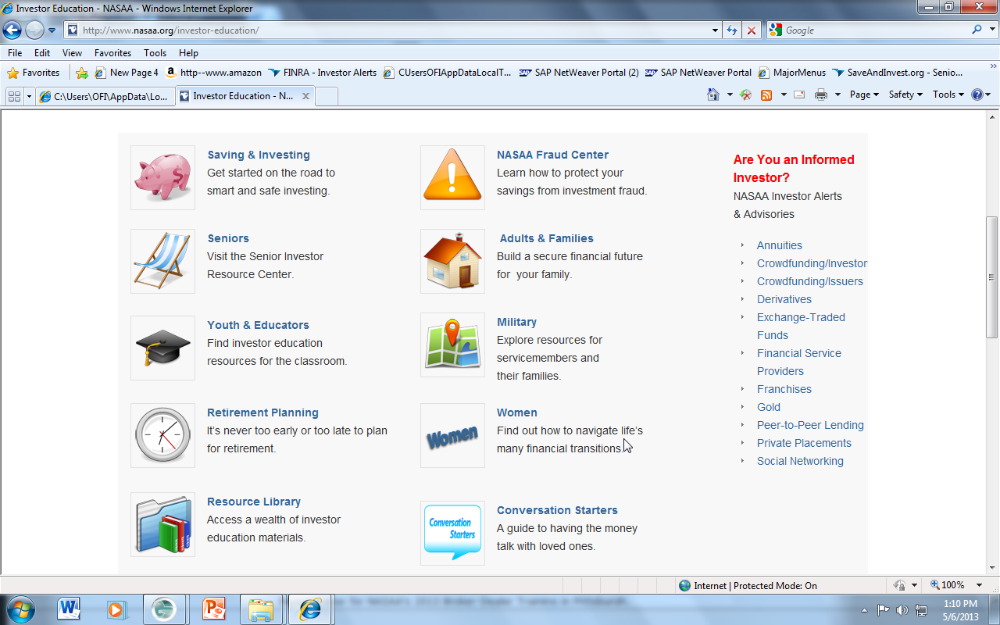 Investor Education - NASAA - Windows Internet Explorer
http://www.nasaa.org/investor-education/
Google
File Edit View Favorites Tools Help
Favorites New Page 4 http--www.amazon FINRA - Investor Alerts CUsersOFIAppDataLocalT... SAP NetWeaver Portal (2) SAP NetWeaver Portal MajorMenus SaveAndInvest.org - Senio...
C:\Users\OFI\AppData\Lo... Investor Education - N... Page Safety Tools
Saving & Investing
Get started on the road to
smart and safe investing.
NASAA Fraud Center
Learn how to protect your
savings from investment fraud.
Seniors
Visit the Senior Investor
Resource Center.
Adults & Families
Build a secure financial future
for your family.
Youth & Educators
Find investor education
resources for the classroom.
Military
Explore resources for
servicemembers and
their families.
Retirement Planning
It's never too early or too late to plan
for retirement.
Women
Women
Find out how to navigate life's
many financial transitions.
Resource Library
Access a wealth of investor
education materials.
Conversation
Starters
Conversation Starters
A guide to having the money
talk with loved ones.
Are You an Informed
Investor?
NASAA Investor Alerts
& Advisories
Annuities
Crowdfunding/Investor
Crowdfunding/Issuers
Derivatives
Exchange-Traded
Funds
Financial Service
Providers
Franchises
Gold
Peer-to-Peer Lending
Private Placements
Social Networking
Internet | Protected Mode: On 100%
1:10 PM
5/6/2013